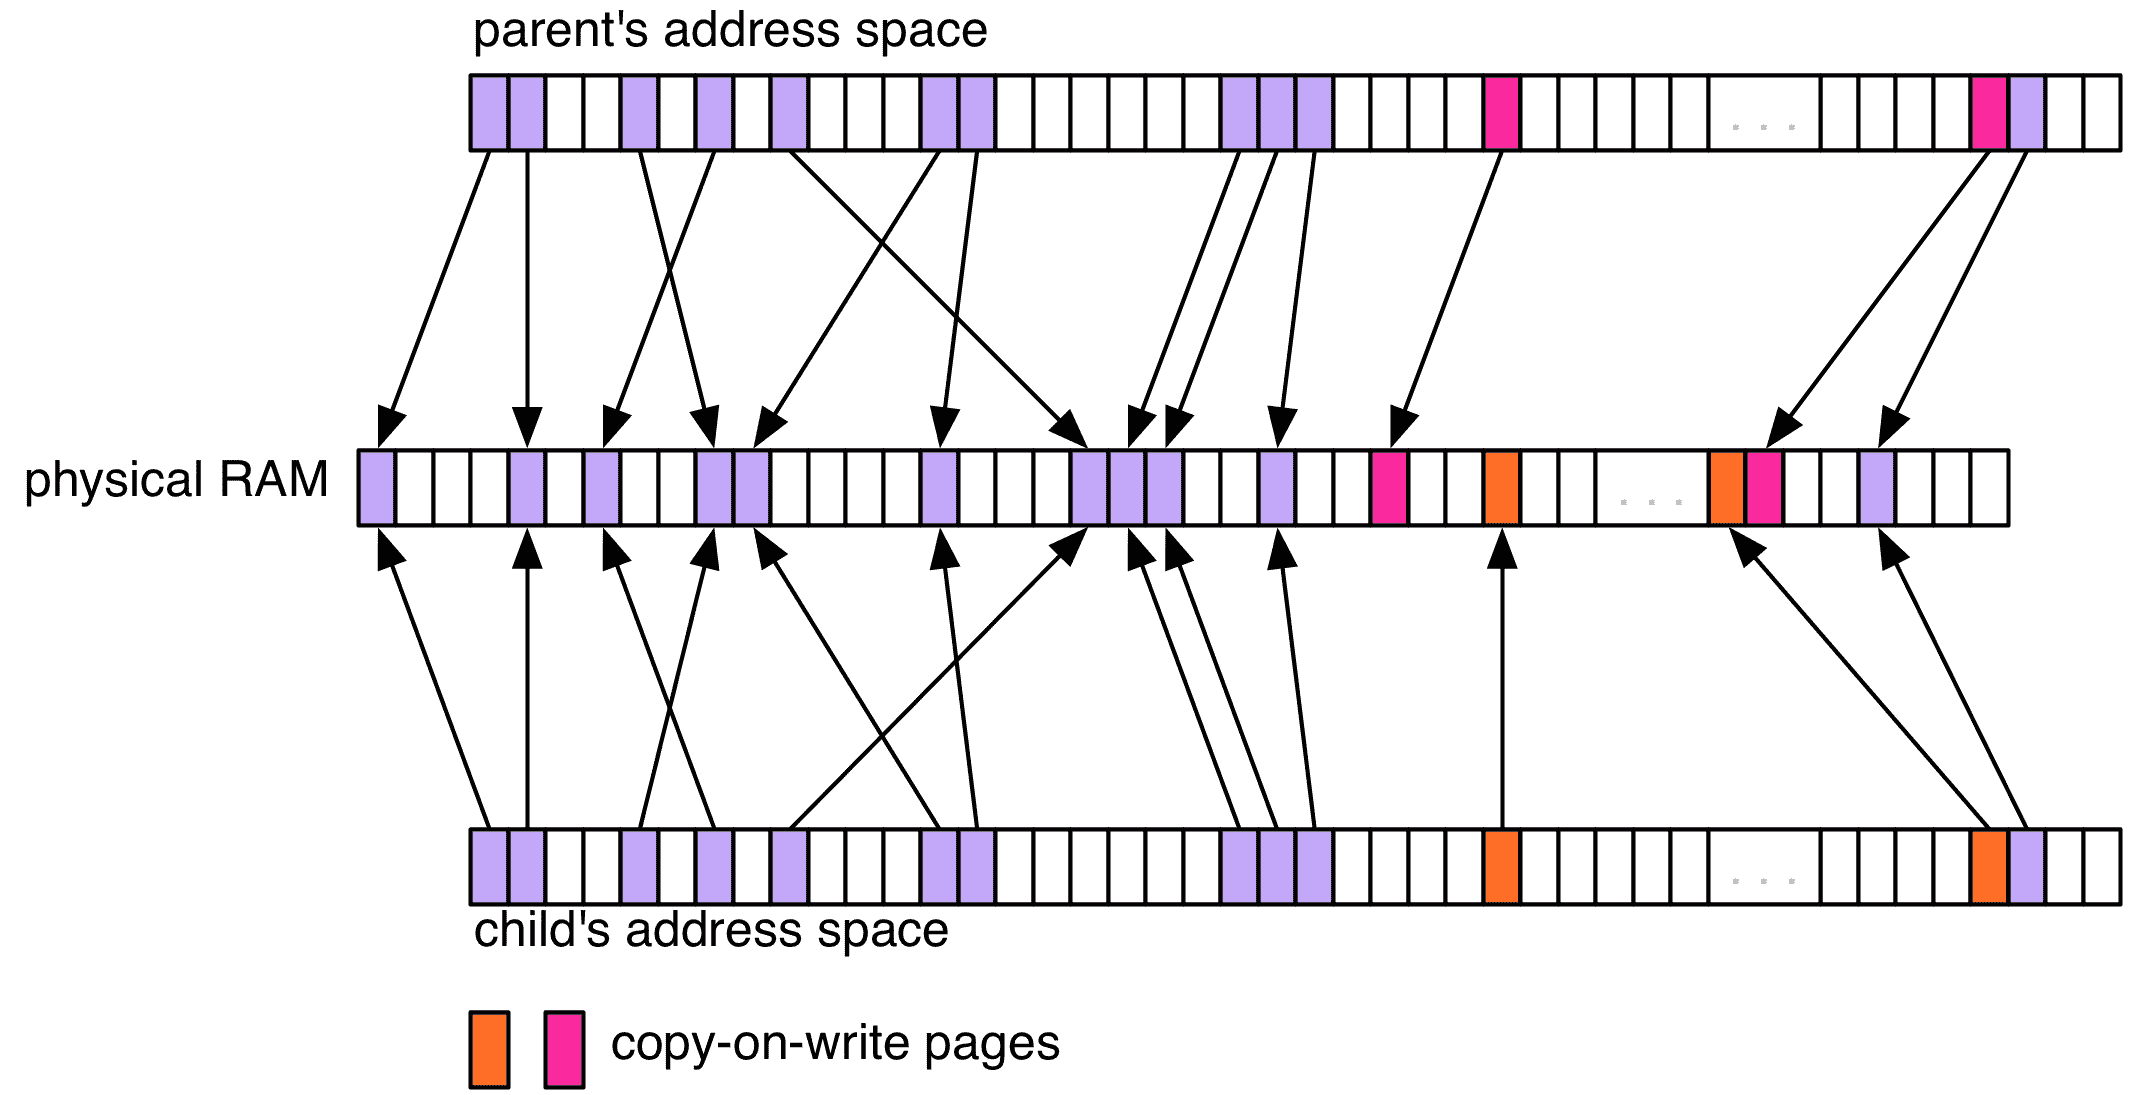 parent's address space
. . .
physical RAM
. . .
. . .
child's address space
copy-on-write pages